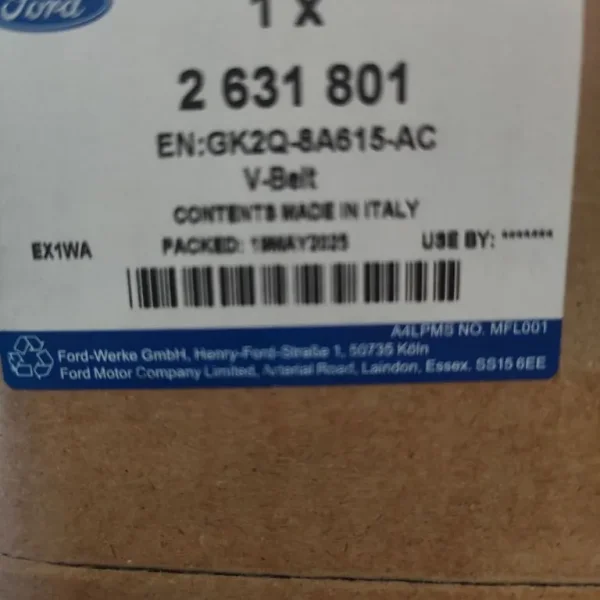 Ford
1 X
2 631 801
EN:GK2Q-8A615-AC
V-Belt
CONTENTS MADE IN ITALY
EX1WA
PACKED: USE BY: *******
A4LPMS NO. MFL001
Ford-Werke GmbH, Henry-Ford-Straße 1, 50735 Köln
Ford Motor Company Limited, Arterial Road, Laindon, Essex. SS15 6EE